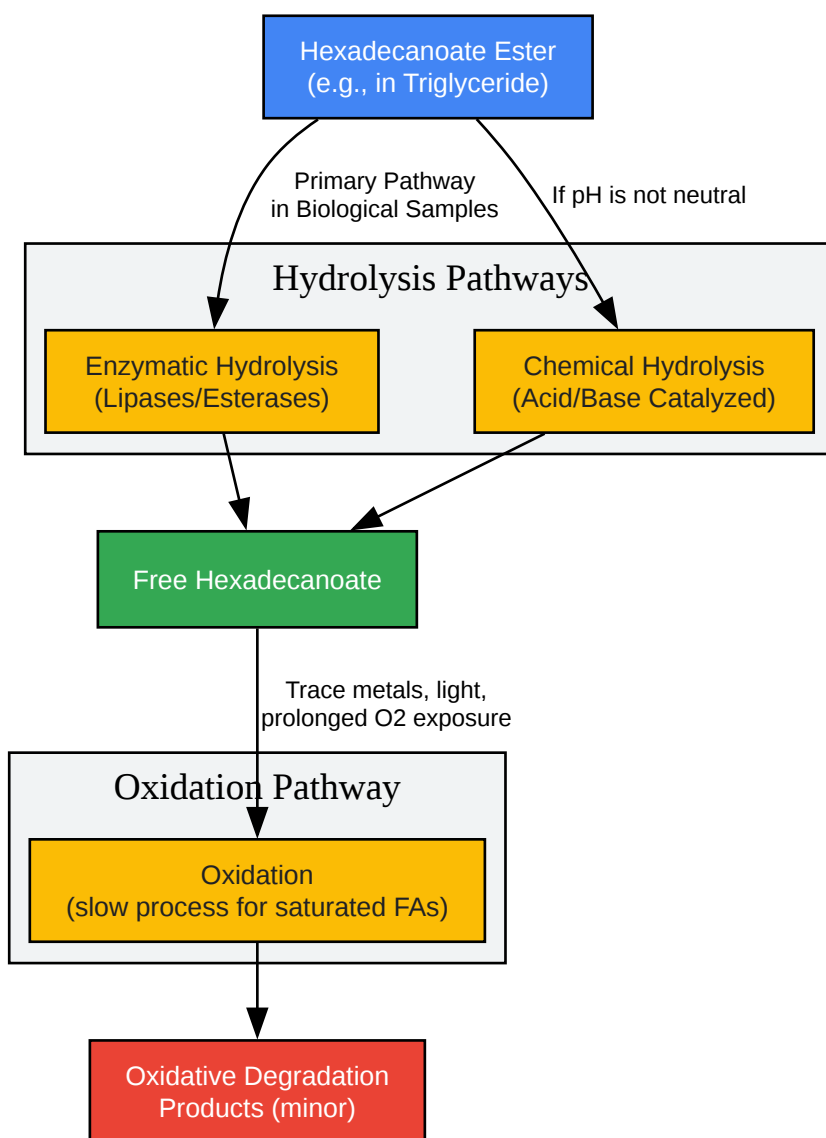 Hexadecanoate Ester
(e.g., in Triglyceride)
Primary Pathway
in Biological Samples
If pH is not neutral
Hydrolysis Pathways
Enzymatic Hydrolysis
(Lipases/Esterases)
Chemical Hydrolysis
(Acid/Base Catalyzed)
Free Hexadecanoate
Trace metals, light,
prolonged O2 exposure
Oxidation Pathway
Oxidation
(slow process for saturated FAs)
Oxidative Degradation
Products (minor)